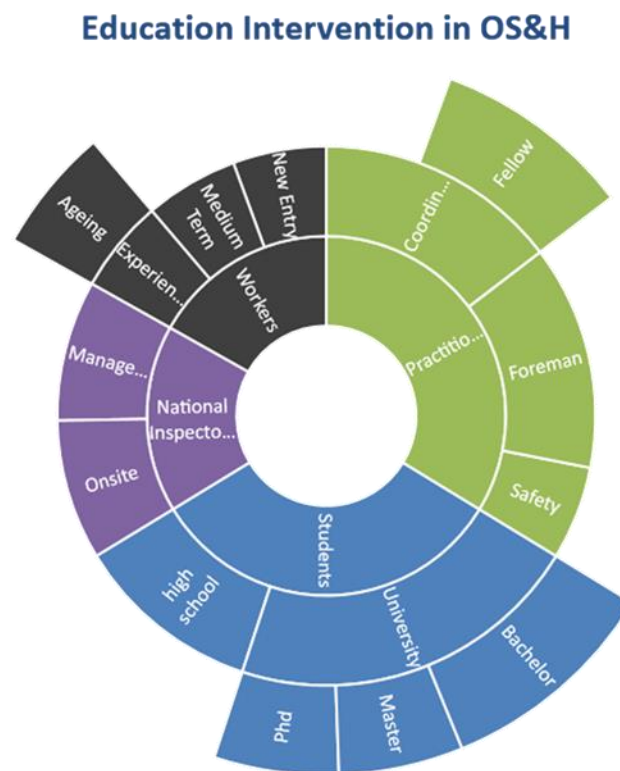 Education Intervention in OS&H
Fellow
Coordin...
Practitio...
Foreman
Safety
Students
University
Bachelor
Master
Phd
high
school
National
Inspecto...
Onsite
Manage...
Workers
Experien...
Ageing
Medium
Term
New Entry